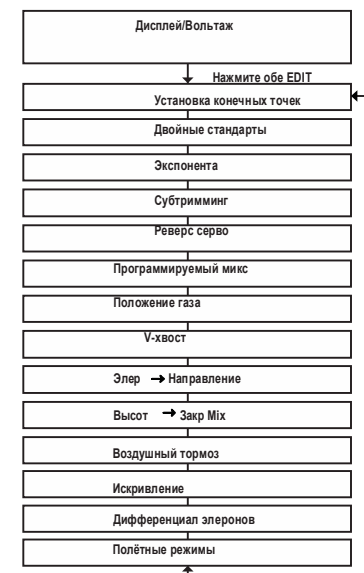 Дисплей/Вольтаж
Нажмите обе EDIT
Установка конечных точек
Двойные стандарты
Экспонента
Субтримминг
Реверс серво
Программируемый микс
Положение газа
V-хвост
Элер → Направление
Высот → Закр Mix
Воздушный тормоз
Искривление
Дифференциал элеронов
Полётные режимы